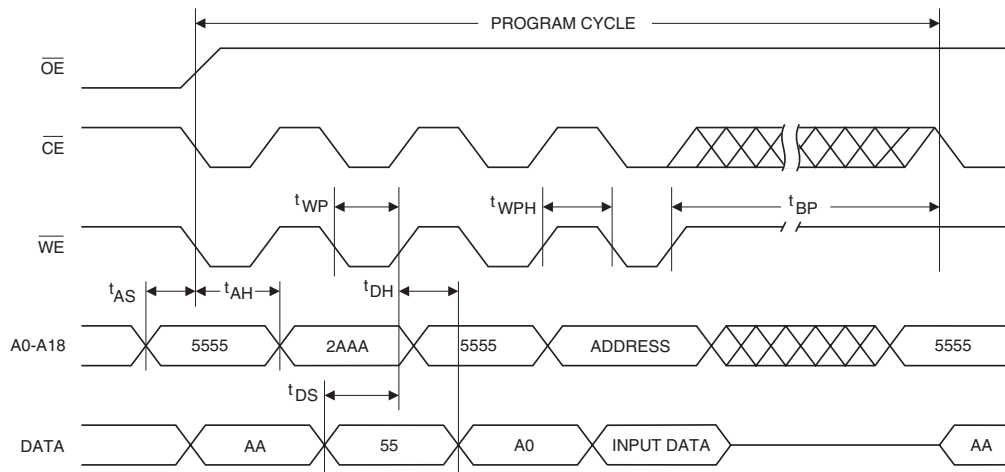 PROGRAM CYCLE
OE
CE
tWP tWPH tBP
WE
tAS tAH tDH
A0-A18 5555 2AAA 5555 ADDRESS 5555
tDS
DATA AA 55 A0 INPUT DATA AA